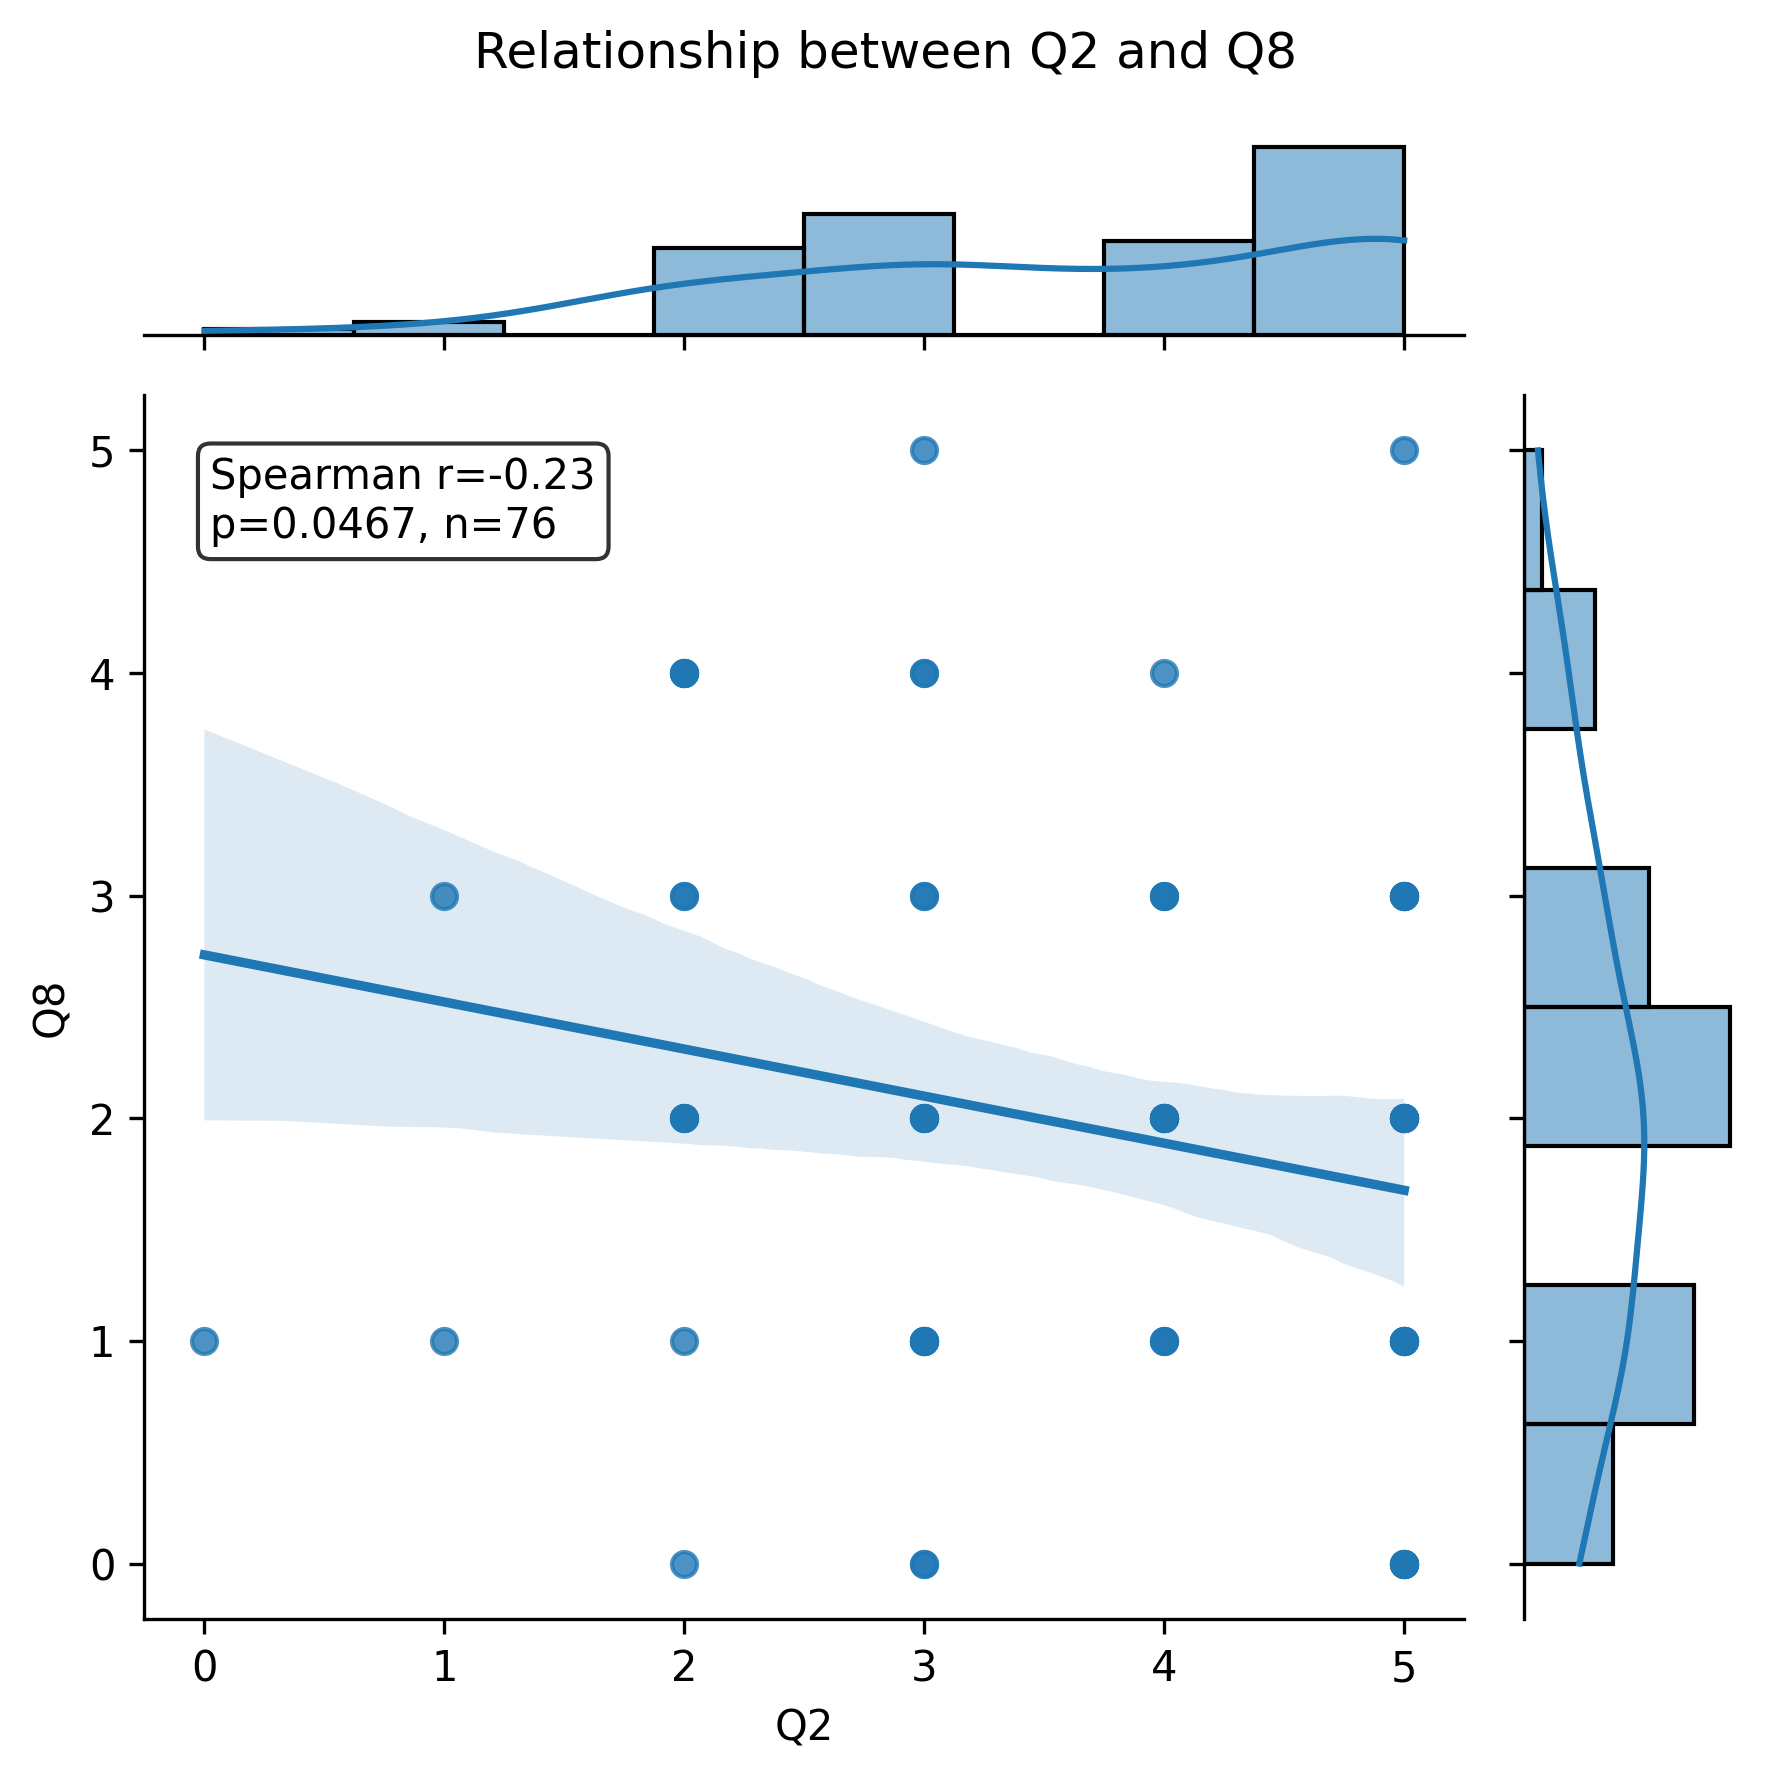 Relationship between Q2 and Q8
Spearman r=-0.23
p=0.0467, n=76
5
4
3
2
1
0
Q8
0 1 2 3 4 5
Q2